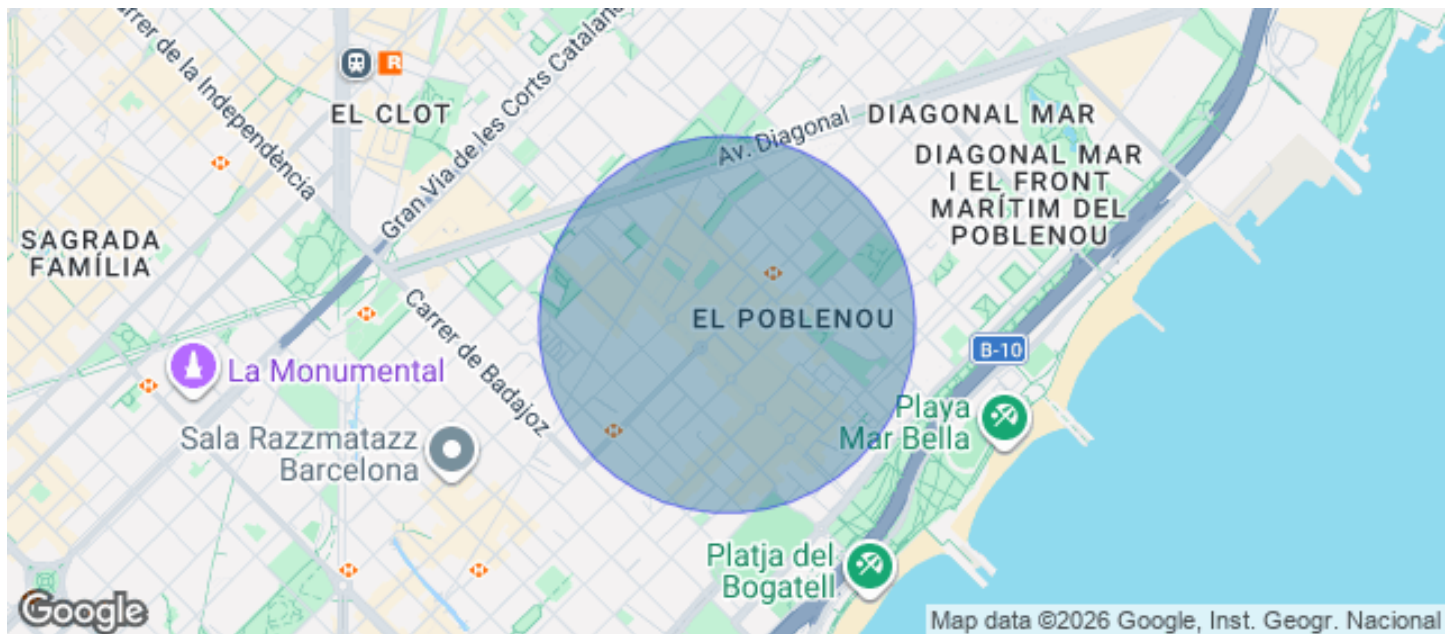 Carrer de la Independència
R
EL CLOT
Gran Via de les Corts Catalanes
Av. Diagonal
DIAGONAL MAR
DIAGONAL MAR
I EL FRONT
MARÍTIM DEL
POBLENOU
SAGRADA
FAMÍLIA
Carrer de Badajoz
EL POBLENOU
B-10
La Monumental
Sala Razzmatazz
Barcelona
Playa
Mar Bella
Platja del
Bogatell
Google
Map data ©2026 Google, Inst. Geogr. Nacional